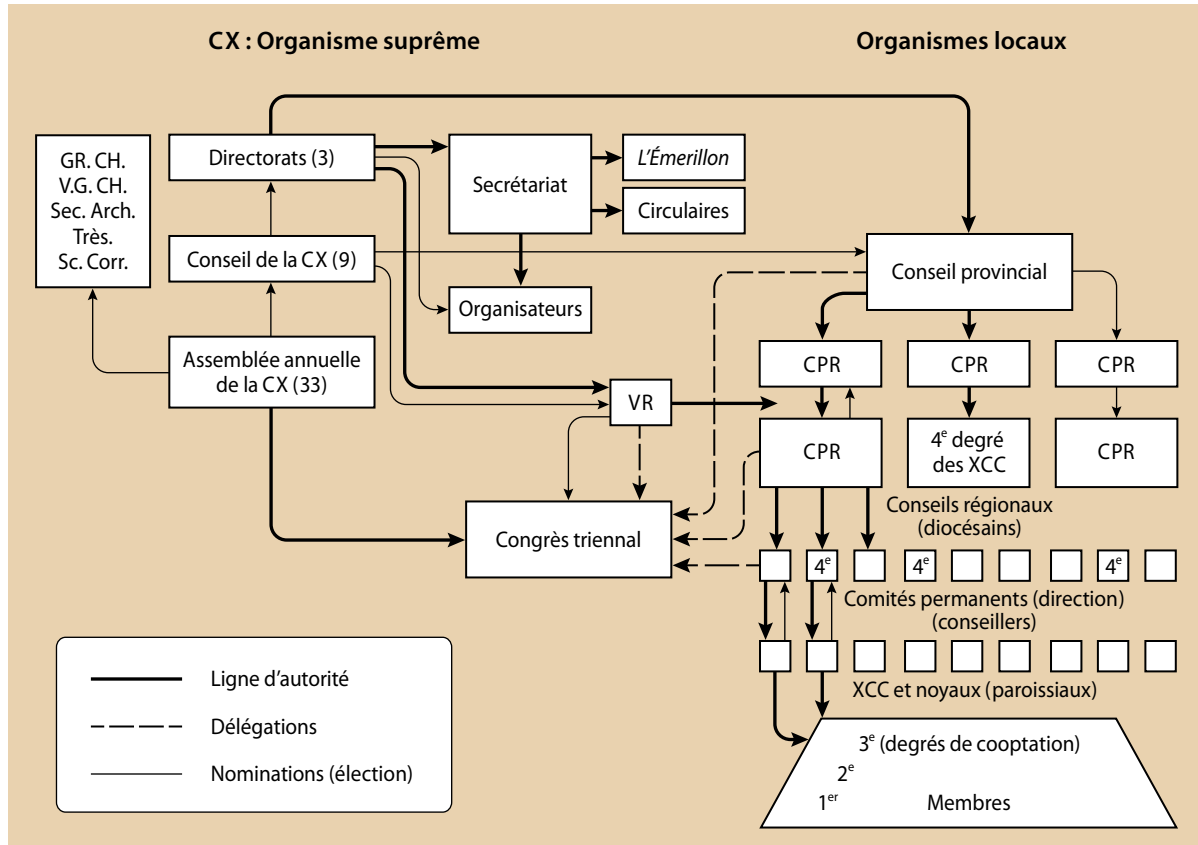 CX : Organisme suprême
Organismes locaux
GR. CH.
V.G. CH.
Sec. Arch.
Très.
Sc. Corr.
Directorats (3)
Secrétariat
L'Émerillon
Circulaires
Conseil de la CX (9)
Organisateurs
Conseil provincial
Assemblée annuelle
de la CX (33)
CPR
CPR
CPR
VR
CPR
4e degré
des XCC
CPR
Conseils régionaux
(diocésains)
Congrès triennal
4e
4e
4e
Comités permanents (direction)
(conseillers)
XCC et noyaux (paroissiaux)
3e (degrés de cooptation)
2e
1er Membres
Ligne d'autorité
Délégations
Nominations (élection)